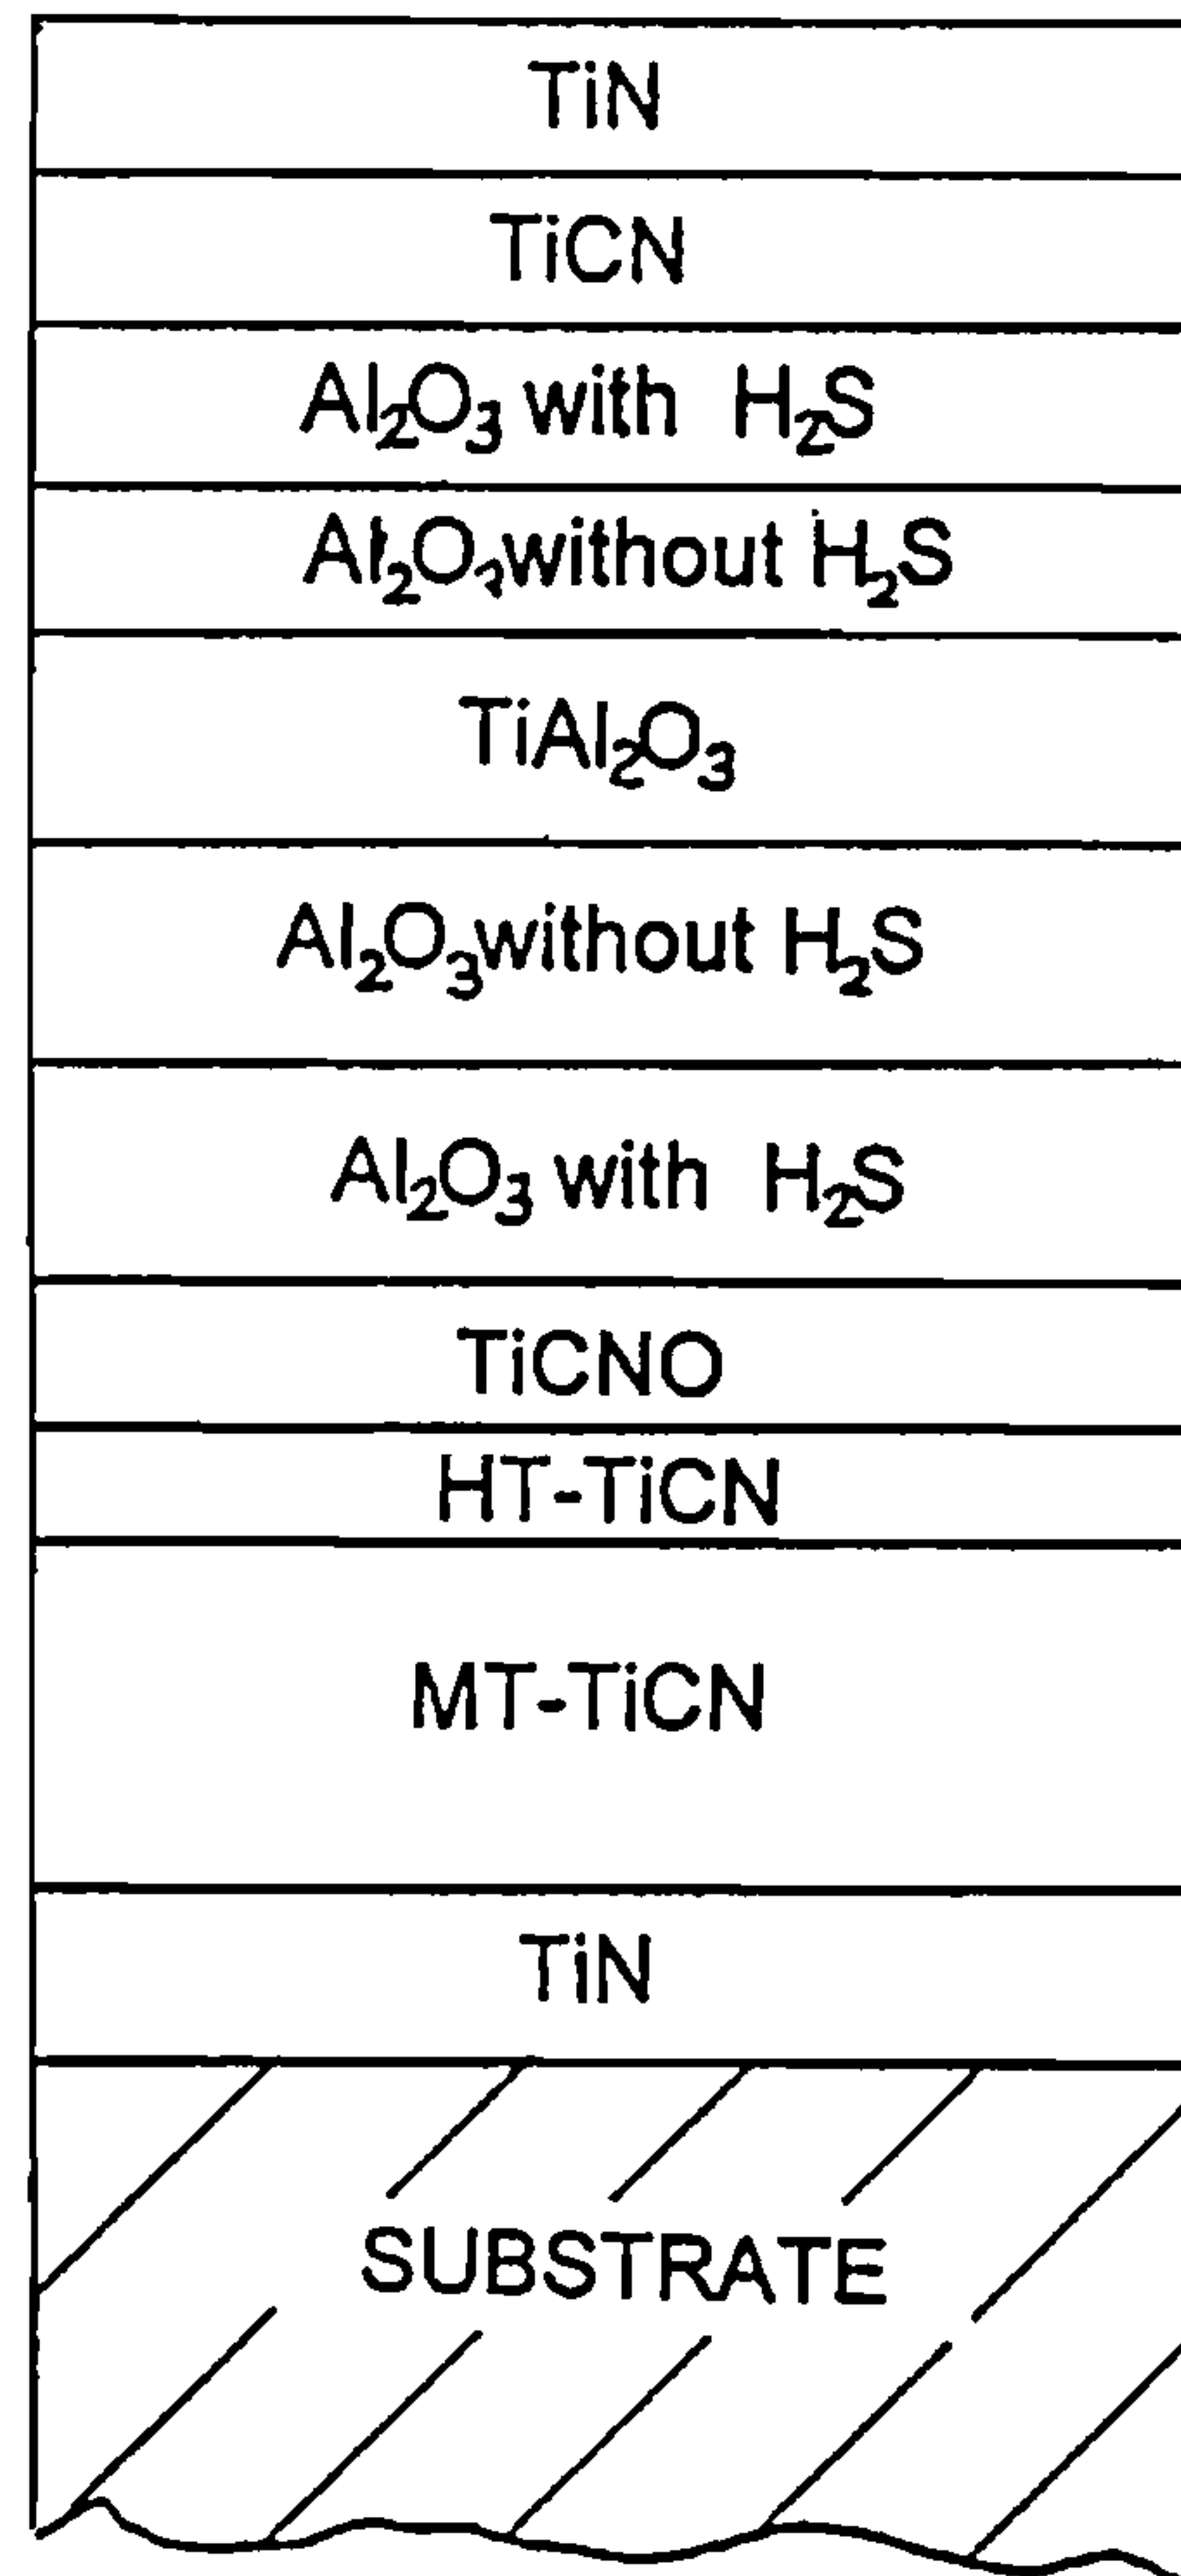 TiN
TiCN
Al₂O₃ with H₂S
Al₂O₃ without H₂S
TiAl₂O₃
Al₂O₃ without H₂S
Al₂O₃ with H₂S
TiCNO
HT-TiCN
MT-TiCN
TiN
SUBSTRATE